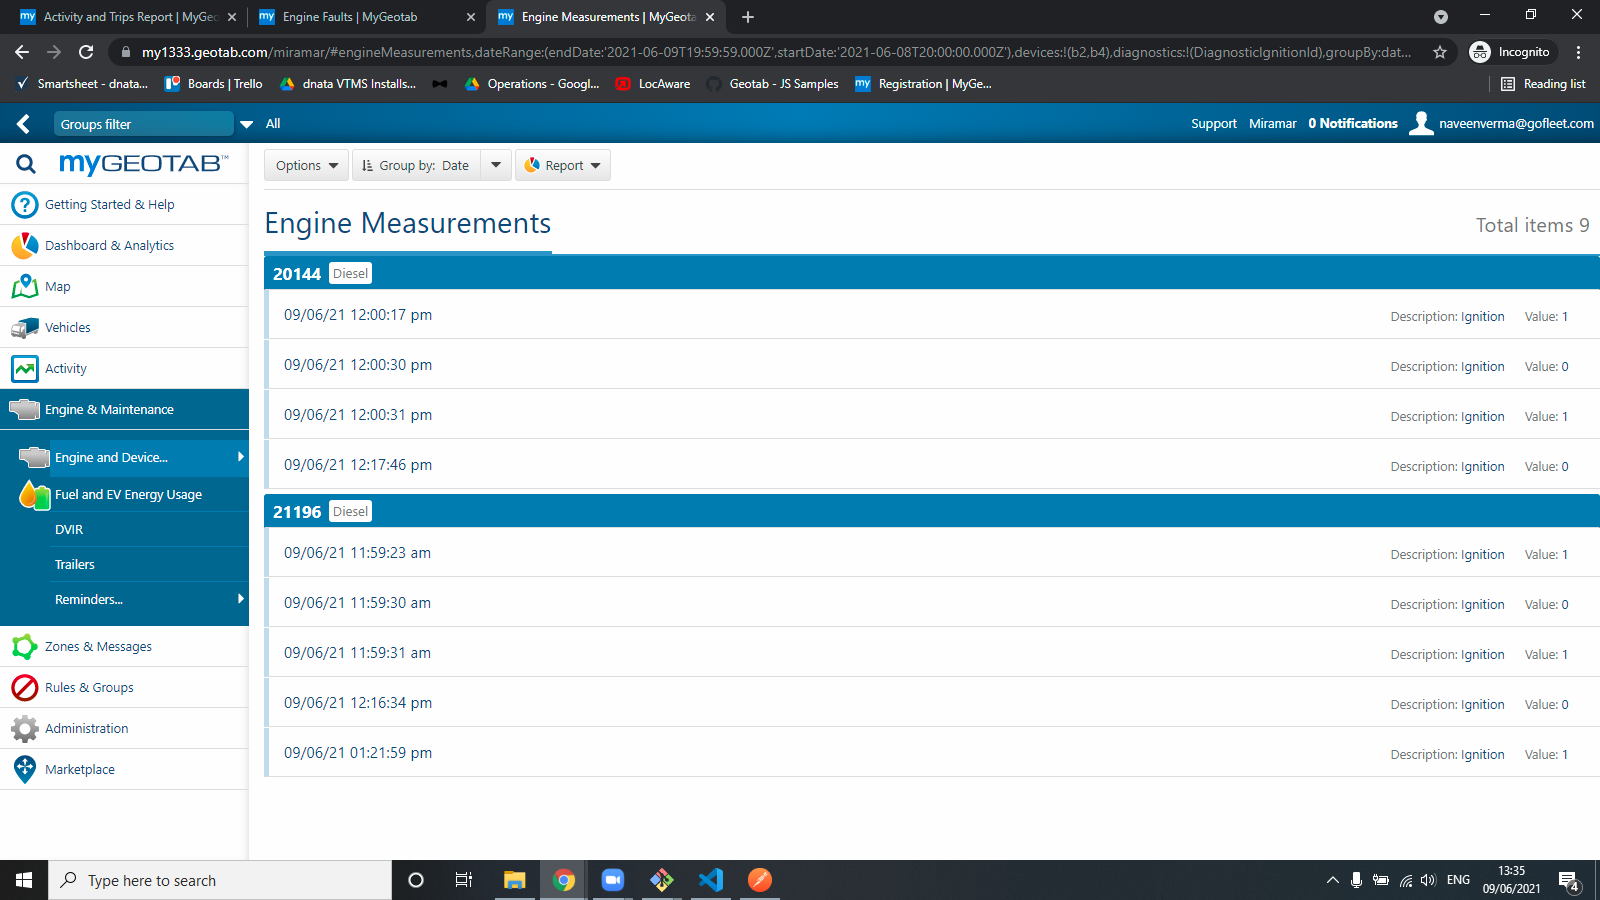 Activity and Trips Report | MyGeo
Engine Faults | MyGeotab
Engine Measurements | MyGeota
my1333.geotab.com/miramar/#engineMeasurements,dateRange:(endDate:'2021-06-09T19:59:59.000Z',startDate:'2021-06-08T20:00:00.000Z'),devices:!(b2,b4),diagnostics:!(DiagnosticIgnitionId),groupBy:dat...
Incognito
Smartsheet - dnata...
Boards | Trello
dnata VTMS Installs...
Operations - Googl...
LocAware
Geotab - JS Samples
my Registration | MyGe...
Reading list
Groups filter
All
Support Miramar 0 Notifications naveenverma@gofleet.com
myGEOTAB™
Options
Group by: Date
Report
Getting Started & Help
Dashboard & Analytics
Map
Vehicles
Activity
Engine & Maintenance
Engine and Device...
Fuel and EV Energy Usage
DVIR
Trailers
Reminders...
Zones & Messages
Rules & Groups
Administration
Marketplace
Engine Measurements
Total items 9
20144 Diesel
09/06/21 12:00:17 pm Description: Ignition Value: 1
09/06/21 12:00:30 pm Description: Ignition Value: 0
09/06/21 12:00:31 pm Description: Ignition Value: 1
09/06/21 12:17:46 pm Description: Ignition Value: 0
21196 Diesel
09/06/21 11:59:23 am Description: Ignition Value: 1
09/06/21 11:59:30 am Description: Ignition Value: 0
09/06/21 11:59:31 am Description: Ignition Value: 1
09/06/21 12:16:34 pm Description: Ignition Value: 0
09/06/21 01:21:59 pm Description: Ignition Value: 1
Type here to search
ENG
13:35
09/06/2021
4